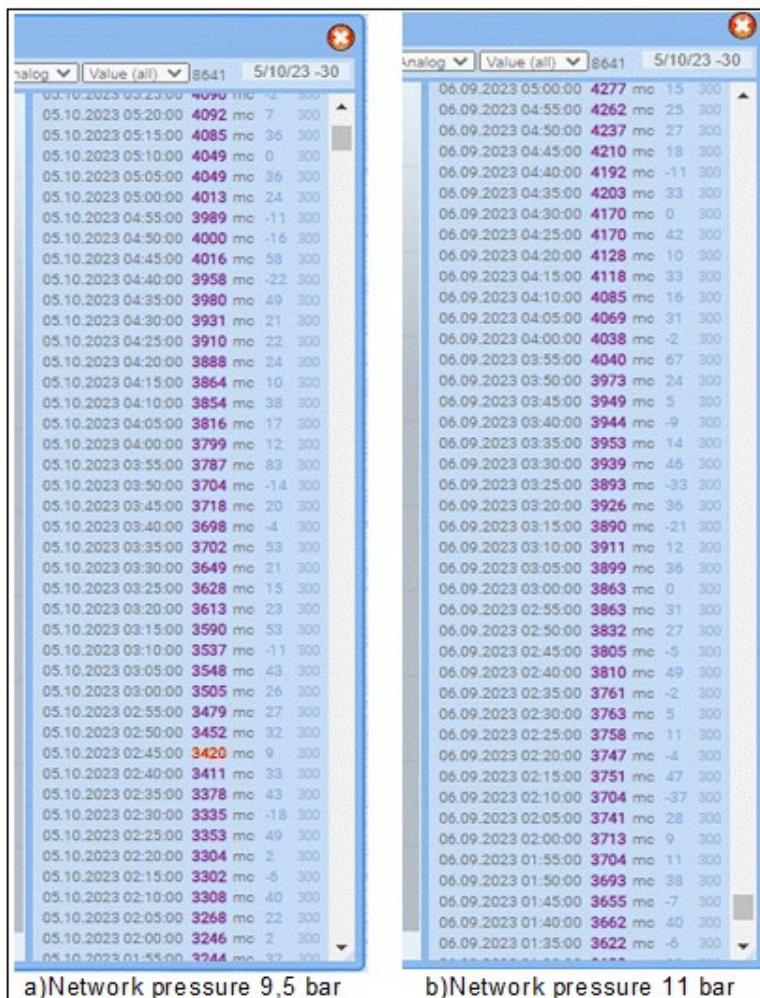 Analog Value (all) 8641 5/10/23 -30
05.10.2023 05:25:00 4090 mc -2 300
05.10.2023 05:20:00 4092 mc 7 300
05.10.2023 05:15:00 4085 mc 36 300
05.10.2023 05:10:00 4049 mc 0 300
05.10.2023 05:05:00 4049 mc 36 300
05.10.2023 05:00:00 4013 mc 24 300
05.10.2023 04:55:00 3989 mc -11 300
05.10.2023 04:50:00 4000 mc -16 300
05.10.2023 04:45:00 4016 mc 58 300
05.10.2023 04:40:00 3958 mc -22 300
05.10.2023 04:35:00 3980 mc 49 300
05.10.2023 04:30:00 3931 mc 21 300
05.10.2023 04:25:00 3910 mc 22 300
05.10.2023 04:20:00 3888 mc 24 300
05.10.2023 04:15:00 3864 mc 10 300
05.10.2023 04:10:00 3854 mc 38 300
05.10.2023 04:05:00 3816 mc 17 300
05.10.2023 04:00:00 3799 mc 12 300
05.10.2023 03:55:00 3787 mc 83 300
05.10.2023 03:50:00 3704 mc -14 300
05.10.2023 03:45:00 3718 mc 20 300
05.10.2023 03:40:00 3698 mc -4 300
05.10.2023 03:35:00 3702 mc 53 300
05.10.2023 03:30:00 3649 mc 21 300
05.10.2023 03:25:00 3628 mc 15 300
05.10.2023 03:20:00 3613 mc 23 300
05.10.2023 03:15:00 3590 mc 53 300
05.10.2023 03:10:00 3537 mc -11 300
05.10.2023 03:05:00 3548 mc 43 300
05.10.2023 03:00:00 3505 mc 26 300
05.10.2023 02:55:00 3479 mc 27 300
05.10.2023 02:50:00 3452 mc 32 300
05.10.2023 02:45:00 3420 mc 9 300
05.10.2023 02:40:00 3411 mc 33 300
05.10.2023 02:35:00 3378 mc 43 300
05.10.2023 02:30:00 3335 mc -18 300
05.10.2023 02:25:00 3353 mc 49 300
05.10.2023 02:20:00 3304 mc 2 300
05.10.2023 02:15:00 3302 mc -6 300
05.10.2023 02:10:00 3308 mc 40 300
05.10.2023 02:05:00 3268 mc 22 300
05.10.2023 02:00:00 3246 mc 2 300
05.10.2023 01:55:00 3244 mc 32 300
a)Network pressure 9,5 bar
Analog Value (all) 8641 5/10/23 -30
06.09.2023 05:00:00 4277 mc 15 300
06.09.2023 04:55:00 4262 mc 25 300
06.09.2023 04:50:00 4237 mc 27 300
06.09.2023 04:45:00 4210 mc 18 300
06.09.2023 04:40:00 4192 mc -11 300
06.09.2023 04:35:00 4203 mc 33 300
06.09.2023 04:30:00 4170 mc 0 300
06.09.2023 04:25:00 4170 mc 42 300
06.09.2023 04:20:00 4128 mc 10 300
06.09.2023 04:15:00 4118 mc 33 300
06.09.2023 04:10:00 4085 mc 16 300
06.09.2023 04:05:00 4069 mc 31 300
06.09.2023 04:00:00 4038 mc -2 300
06.09.2023 03:55:00 4040 mc 67 300
06.09.2023 03:50:00 3973 mc 24 300
06.09.2023 03:45:00 3949 mc 5 300
06.09.2023 03:40:00 3944 mc -9 300
06.09.2023 03:35:00 3953 mc 14 300
06.09.2023 03:30:00 3939 mc 46 300
06.09.2023 03:25:00 3893 mc -33 300
06.09.2023 03:20:00 3926 mc 36 300
06.09.2023 03:15:00 3890 mc -21 300
06.09.2023 03:10:00 3911 mc 12 300
06.09.2023 03:05:00 3899 mc 36 300
06.09.2023 03:00:00 3863 mc 0 300
06.09.2023 02:55:00 3863 mc 31 300
06.09.2023 02:50:00 3832 mc 27 300
06.09.2023 02:45:00 3805 mc -5 300
06.09.2023 02:40:00 3810 mc 49 300
06.09.2023 02:35:00 3761 mc -2 300
06.09.2023 02:30:00 3763 mc 5 300
06.09.2023 02:25:00 3758 mc 11 300
06.09.2023 02:20:00 3747 mc -4 300
06.09.2023 02:15:00 3751 mc 47 300
06.09.2023 02:10:00 3704 mc -37 300
06.09.2023 02:05:00 3741 mc 28 300
06.09.2023 02:00:00 3713 mc 9 300
06.09.2023 01:55:00 3704 mc 11 300
06.09.2023 01:50:00 3693 mc 38 300
06.09.2023 01:45:00 3655 mc -7 300
06.09.2023 01:40:00 3662 mc 40 300
06.09.2023 01:35:00 3622 mc -6 300
b)Network pressure 11 bar